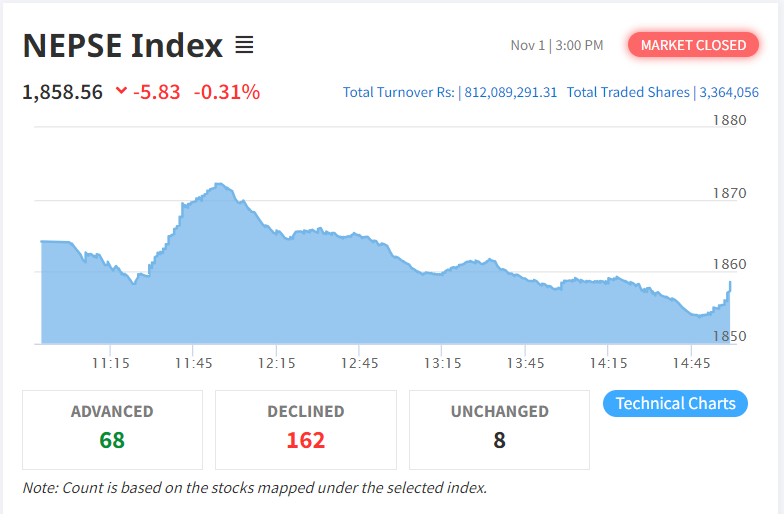 NEPSE Index
Nov 1 | 3:00 PM
MARKET CLOSED
1,858.56 -5.83 -0.31%
Total Turnover Rs: | 812,089,291.31 Total Traded Shares | 3,364,056
1880
1870
1860
1850
11:15 11:45 12:15 12:45 13:15 13:45 14:15 14:45
ADVANCED
68
DECLINED
162
UNCHANGED
8
Technical Charts
Note: Count is based on the stocks mapped under the selected index.